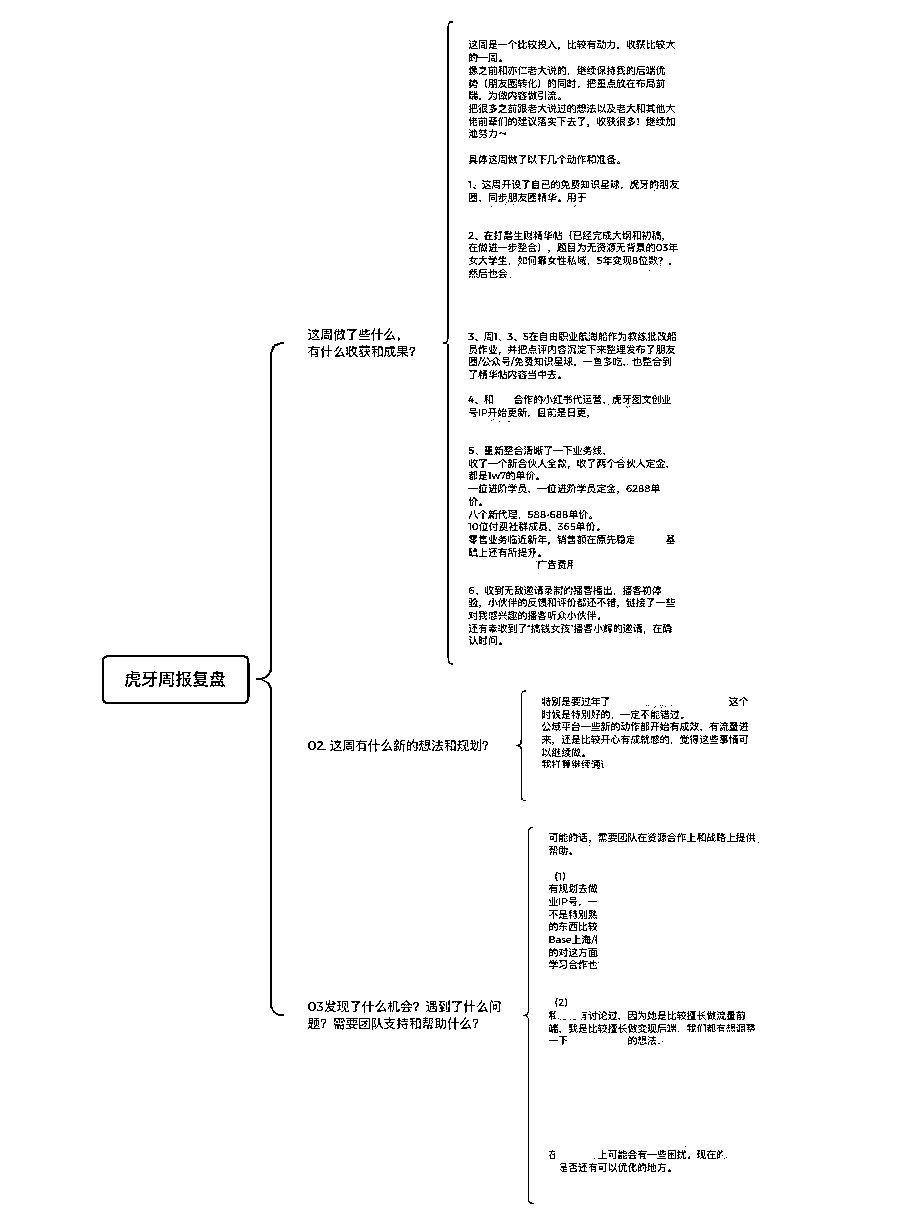 虎牙周报复盘
这周做了些什么，
有什么收获和成果？
这周是一个比较投入，比较有动力，收获比较大
的一周。
像之前和亦仁老大说的，继续保持我的后端优
势（朋友圈转化）的同时，把重点放在布局前
端，为做内容做引流。
把很多之前跟老大说过的想法以及老大和其他大
佬前辈们的建议落实下去了，收获很多！继续加
油努力～
具体这周做了以下几个动作和准备。
1、这周开设了自己的免费知识星球，虎牙的朋友
圈，同步朋友圈精华。用于
2、在打磨生财精华帖（已经完成大纲和初稿，
在做进一步整合），题目为无资源无背景的03年
女大学生，如何靠女性私域，5年变现8位数？，
然后也会
3、周1、3、5在自由职业航海船作为教练批改船
员作业，并把点评内容沉淀下来整理发布了朋友
圈/公众号/免费知识星球，一鱼多吃，也整合到
了精华帖内容当中去。
4、和 合作的小红书代运营，虎牙图文创业
号IP开始更新，目前是日更，
5、重新整合清晰了一下业务线，
收了一个新合伙人全款，收了两个合伙人定金，
都是1w7的单价。
一位进阶学员、一位进阶学员定金，6288单
价。
八个新代理，588-688单价。
10位付费社群成员，365单价。
零售业务临近新年，销售额在原先稳定 基
础上还有所提升。
广告费用
6、收到无敌邀请录制的播客播出，播客初体
验，小伙伴的反馈和评价都还不错，链接了一些
对我感兴趣的播客听众小伙伴。
还有泰收到了“搞钱女孩”播客小辉的邀请，在确
认时间。
02. 这周有什么新的想法和规划？
特别是要过年了 这个
时候是特别好的，一定不能错过。
公域平台一些新的动作都开始有成效，有流量进
来，还是比较开心有成就感的，觉得这些事情可
以继续做。
我打算继续通
03发现了什么机会？遇到了什么问
题？需要团队支持和帮助什么？
可能的话，需要团队在资源合作上和战略上提供
帮助。
（1）
有规划去做
业IP号，一
不是特别熟
的东西比较
Base上海/
的对这方面
学习合作也
（2）
和 讨论过，因为她是比较擅长做流量前
端，我是比较擅长做变现后端，我们都有想调整
一下 的想法，
在 上可能会有一些困扰，现在的
是否还有可以优化的地方。